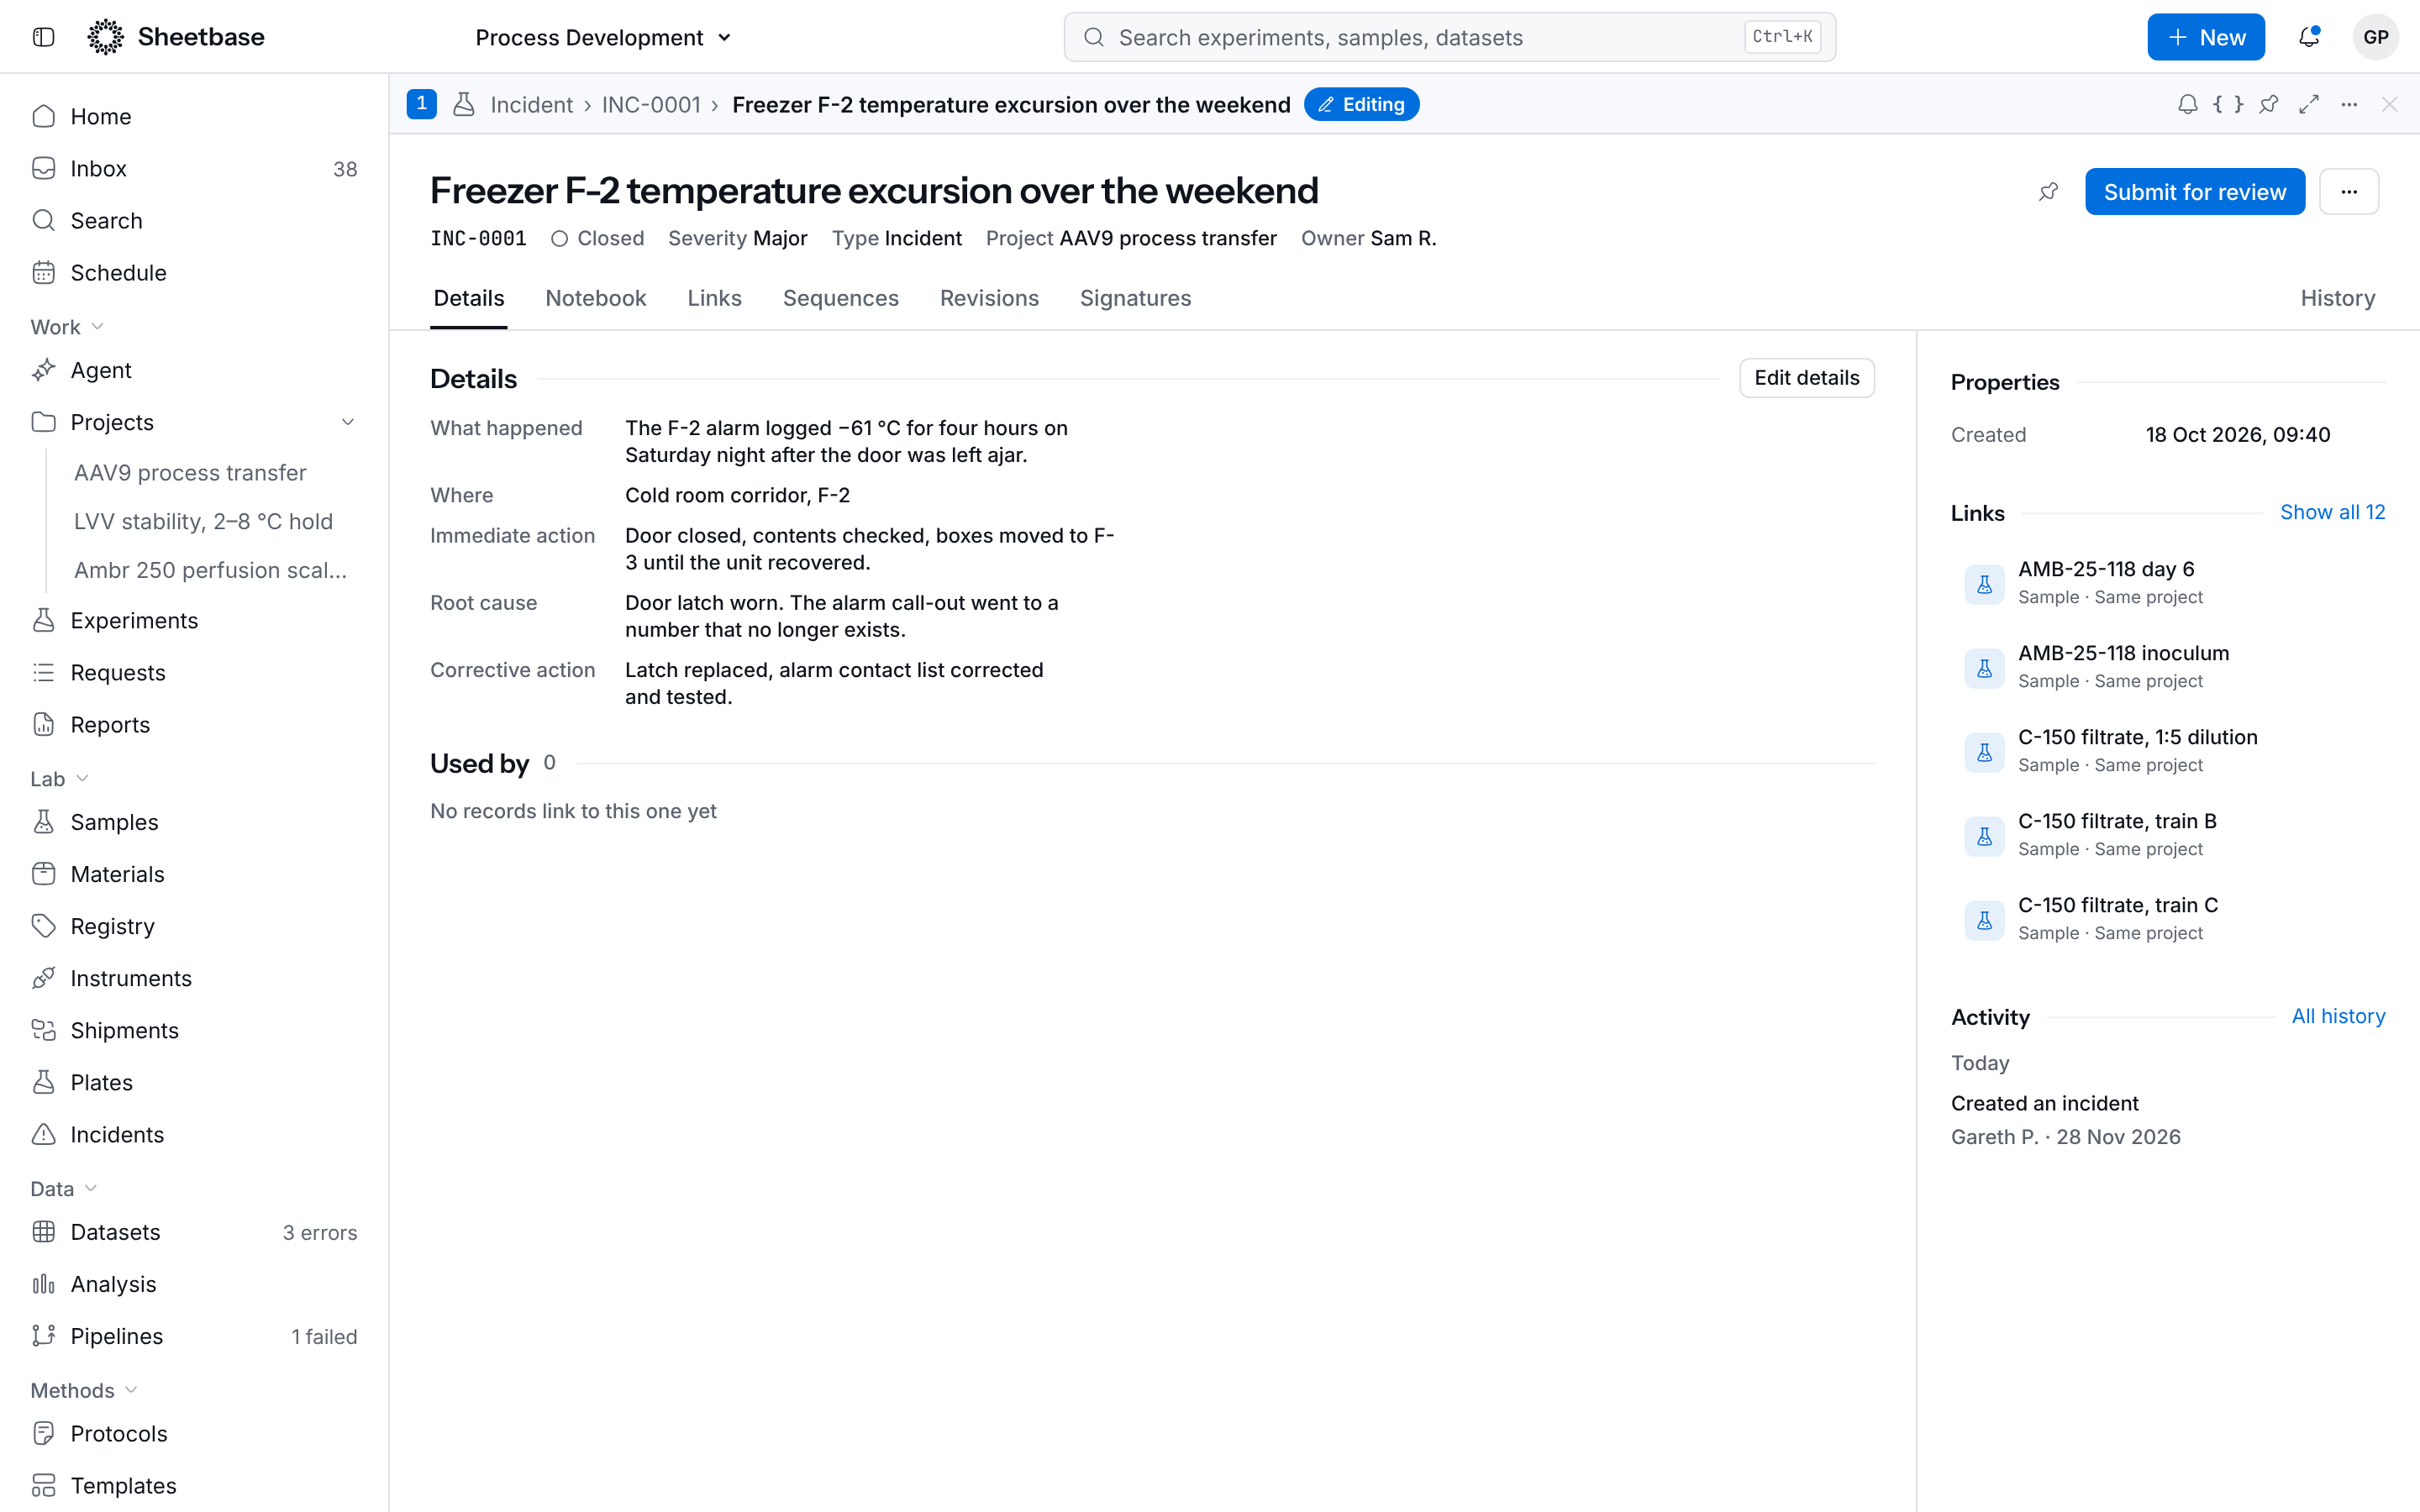 Sheetbase
Process Development
Search experiments, samples, datasets
Ctrl+K
New
GP
Home
Inbox 38
Search
Schedule
Work
Agent
Projects
AAV9 process transfer
LVV stability, 2–8 °C hold
Ambr 250 perfusion scal...
Experiments
Requests
Reports
Lab
Samples
Materials
Registry
Instruments
Shipments
Plates
Incidents
Data
Datasets 3 errors
Analysis
Pipelines 1 failed
Methods
Protocols
Templates
1 Incident › INC-0001 › Freezer F-2 temperature excursion over the weekend Editing
Freezer F-2 temperature excursion over the weekend
Submit for review
INC-0001 Closed Severity Major Type Incident Project AAV9 process transfer Owner Sam R.
Details Notebook Links Sequences Revisions Signatures History
Details
Edit details
What happened The F-2 alarm logged −61 °C for four hours on
Saturday night after the door was left ajar.
Where Cold room corridor, F-2
Immediate action Door closed, contents checked, boxes moved to F-
3 until the unit recovered.
Root cause Door latch worn. The alarm call-out went to a
number that no longer exists.
Corrective action Latch replaced, alarm contact list corrected
and tested.
Used by 0
No records link to this one yet
Properties
Created 18 Oct 2026, 09:40
Links Show all 12
AMB-25-118 day 6
Sample · Same project
AMB-25-118 inoculum
Sample · Same project
C-150 filtrate, 1:5 dilution
Sample · Same project
C-150 filtrate, train B
Sample · Same project
C-150 filtrate, train C
Sample · Same project
Activity All history
Today
Created an incident
Gareth P. · 28 Nov 2026